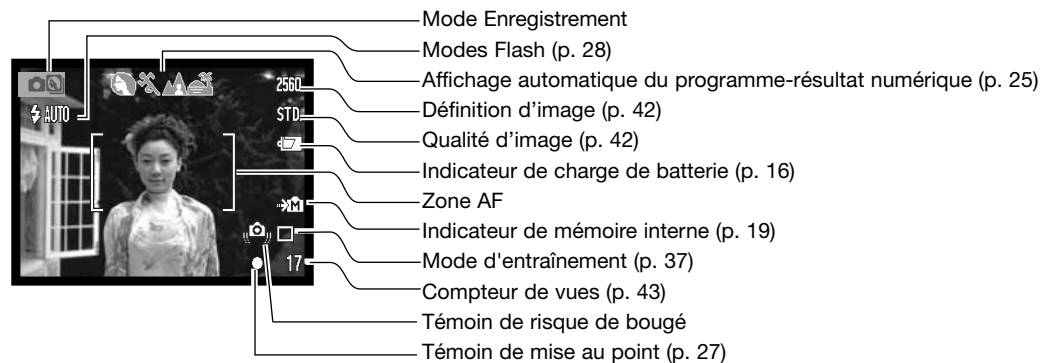 Mode Enregistrement
Modes Flash (p. 28)
Affichage automatique du programme-résultat numérique (p. 25)
Définition d’image (p. 42)
Qualité d’image (p. 42)
Indicateur de charge de batterie (p. 16)
Zone AF
Indicateur de mémoire interne (p. 19)
Mode d'entraînement (p. 37)
Compteur de vues (p. 43)
Témoin de risque de bougé
Témoin de mise au point (p. 27)
2560
AUTO
STD
M
17